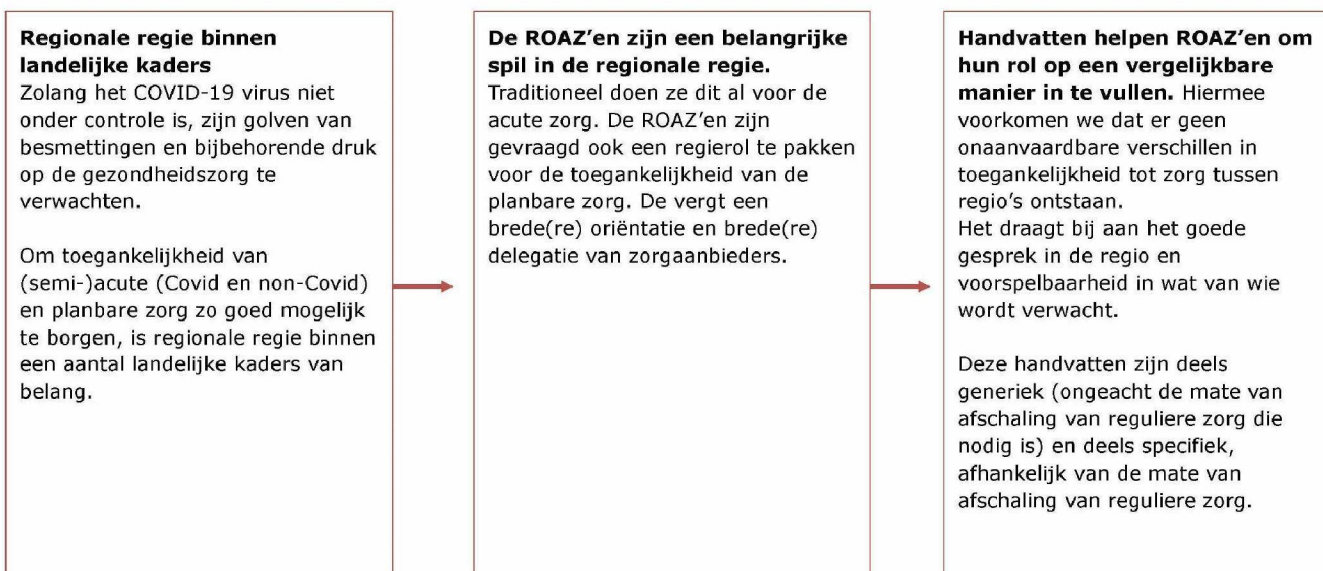 Regionale regie binnen
landelijke kaders
Zolang het COVID-19 virus niet
onder controle is, zijn golven van
besmettingen en bijbehorende druk
op de gezondheidszorg te
verwachten.
Om toegankelijkheid van
(semi-)acute (Covid en non-Covid)
en planbare zorg zo goed mogelijk
te borgen, is regionale regie binnen
een aantal landelijke kaders van
belang.
De ROAZ'en zijn een belangrijke
spil in de regionale regie.
Traditioneel doen ze dit al voor de
acute zorg. De ROAZ'en zijn
gevraagd ook een regierol te pakken
voor de toegankelijkheid van de
planbare zorg. De vergt een
brede(re) oriëntatie en brede(re)
delegatie van zorgaanbieders.
Handvatten helpen ROAZ'en om
hun rol op een vergelijkbare
manier in te vullen. Hiermee
voorkomen we dat er geen
onaanvaardbare verschillen in
toegankelijkheid tot zorg tussen
regio's ontstaan.
Het draagt bij aan het goede
gesprek in de regio en
voorspelbaarheid in wat van wie
wordt verwacht.
Deze handvatten zijn deels
generiek (ongeacht de mate van
afschaling van reguliere zorg die
nodig is) en deels specifiek,
afhankelijk van de mate van
afschaling van reguliere zorg.